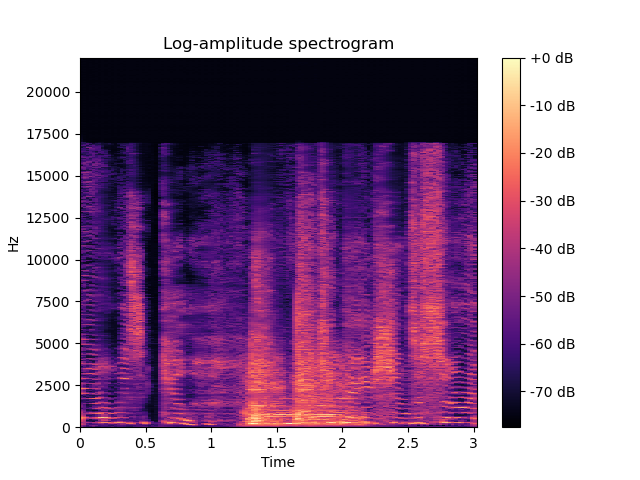 Log-amplitude spectrogram
Hz
20000
17500
15000
12500
10000
7500
5000
2500
0
0 0.5 1 1.5 2 2.5 3
Time
+0 dB
-10 dB
-20 dB
-30 dB
-40 dB
-50 dB
-60 dB
-70 dB